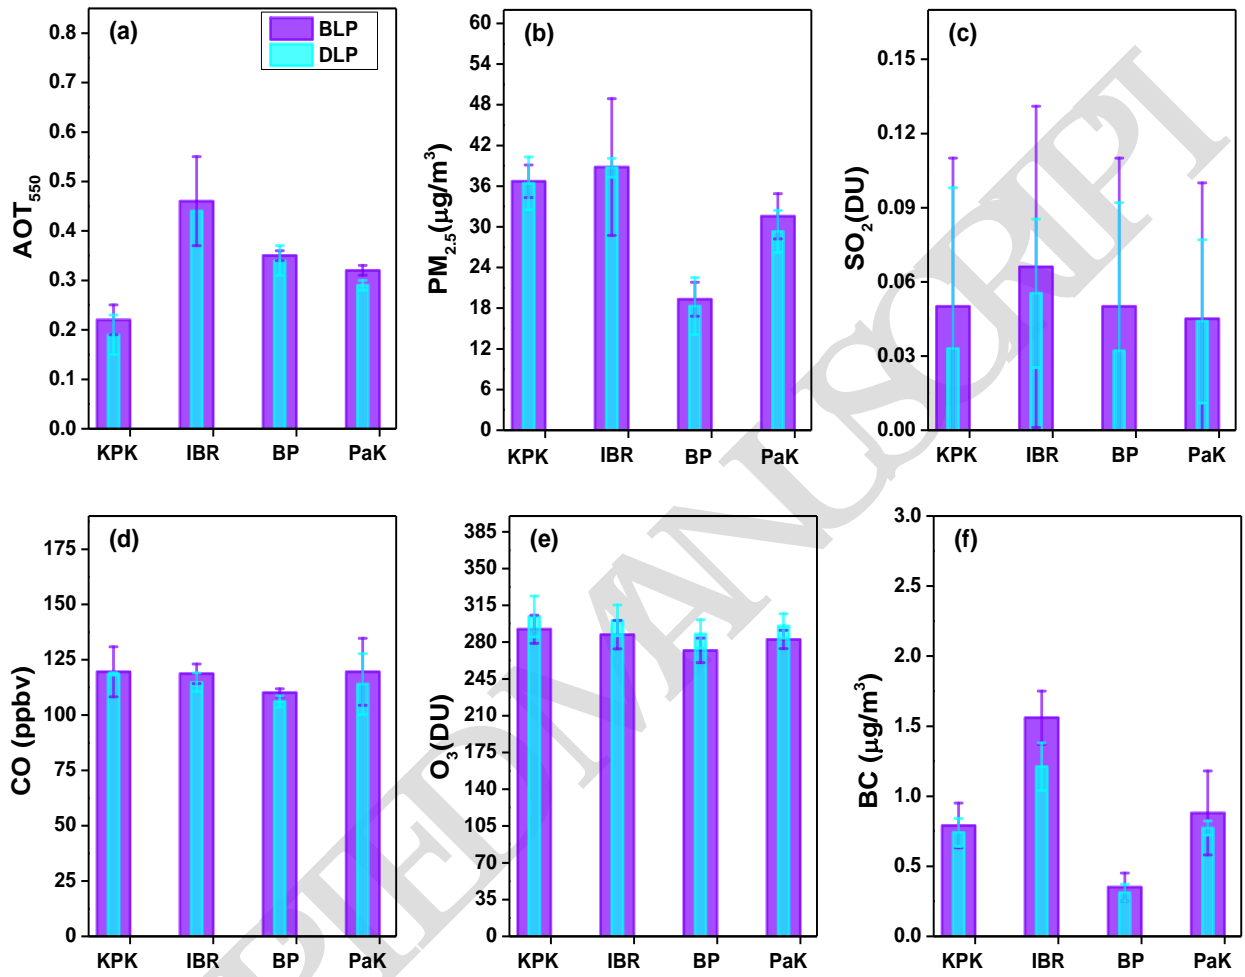 (a)
BLP
DLP
AOT550
0.8
0.7
0.6
0.5
0.4
0.3
0.2
0.1
0.0
KPK IBR BP PaK
(b)
PM2.5(μg/m3)
60
54
48
42
36
30
24
18
12
6
0
KPK IBR BP PaK
(c)
SO2(DU)
0.15
0.12
0.09
0.06
0.03
0.00
KPK IBR BP PaK
(d)
CO (ppbv)
175
150
125
100
75
50
25
0
KPK IBR BP PaK
(e)
O3(DU)
385
350
315
280
245
210
175
140
105
70
35
0
KPK IBR BP PaK
(f)
BC (μg/m3)
3.0
2.5
2.0
1.5
1.0
0.5
0.0
KPK IBR BP PaK